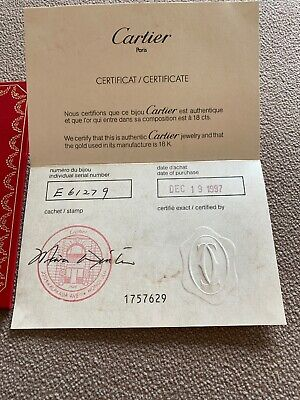 Cartier
Paris
CERTIFICAT / CERTIFICATE
Nous certifions que ce bijou Cartier est authentique
et que l'or qui entre dans sa composition est à 18 cts.
We certify that this is authentic Cartier jewelry and that
the gold used in its manufacture is 18 K.
numéro du bijou
individual serial number
date d'achat
date of purchase
E61279
DEC 19 1997
cachet / stamp
certifié exact / certified by
Cartier
1757629